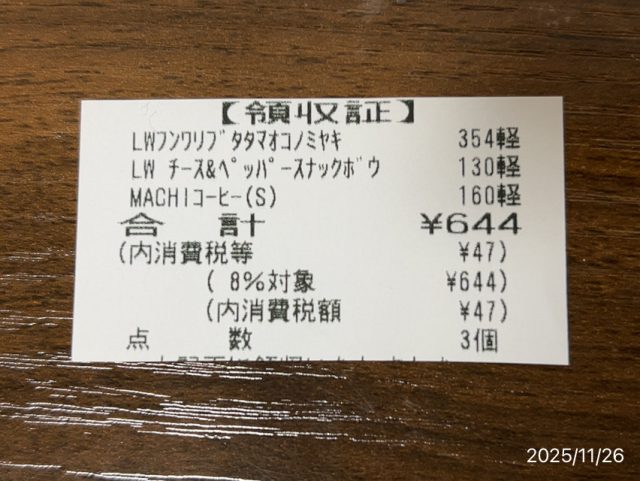 【領収証】
LWフンワリブタタマオコノミヤキ 354軽
LW チーズ&ペッパースナックボウ 130軽
MACHIコーヒー(S) 160軽
合 計 ¥644
(内消費税等 ¥47)
( 8%対象 ¥644)
(内消費税額 ¥47)
点 数 3個
2025/11/26